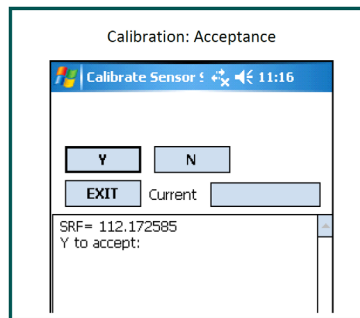 Calibration: Acceptance
Calibrate Sensor S 11:16
Y N
EXIT Current
SRF= 112.172585
Y to accept: